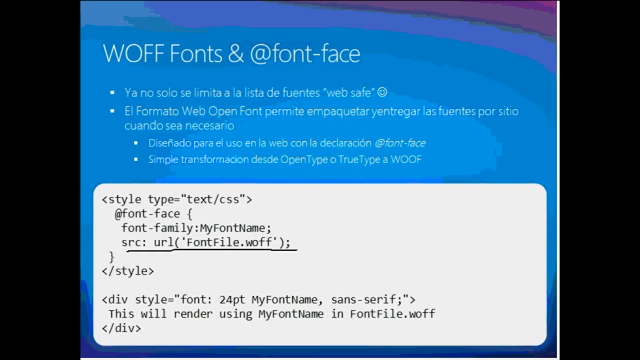 WOFF Fonts & @font-face
Ya no solo se limita a la lista de fuentes "web safe" ☺
El Formato Web Open Font permite empaquetar yentregar las fuentes por sitio
cuando sea necesario
Diseñado para el uso en la web con la declaración @font-face
Simple transformacion desde OpenType o TrueType a WOOF
<style type="text/css">
@font-face {
font-family:MyFontName;
src: url('FontFile.woff');
}
</style>
<div style="font: 24pt MyFontName, sans-serif;">
This will render using MyFontName in FontFile.woff
</div>